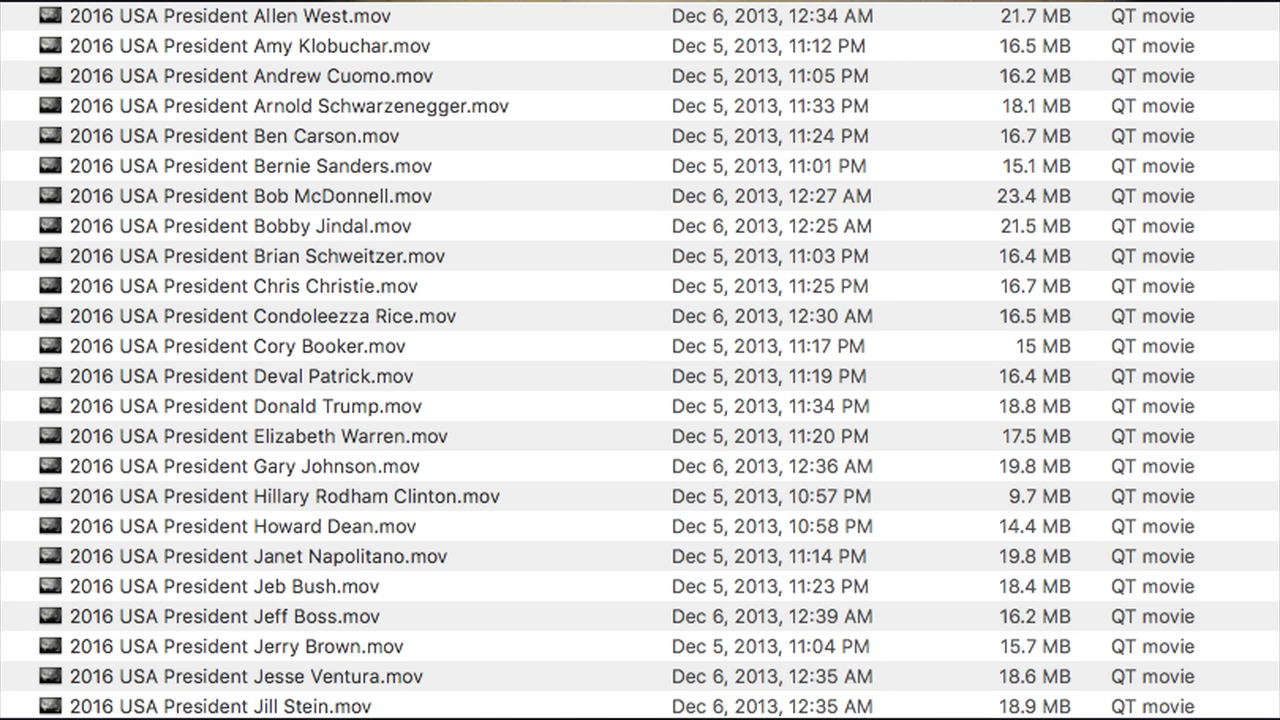 2016 USA President Allen West.mov Dec 6, 2013, 12:34 AM 21.7 MB QT movie
2016 USA President Amy Klobuchar.mov Dec 5, 2013, 11:12 PM 16.5 MB QT movie
2016 USA President Andrew Cuomo.mov Dec 5, 2013, 11:05 PM 16.2 MB QT movie
2016 USA President Arnold Schwarzenegger.mov Dec 5, 2013, 11:33 PM 18.1 MB QT movie
2016 USA President Ben Carson.mov Dec 5, 2013, 11:24 PM 16.7 MB QT movie
2016 USA President Bernie Sanders.mov Dec 5, 2013, 11:01 PM 15.1 MB QT movie
2016 USA President Bob McDonnell.mov Dec 6, 2013, 12:27 AM 23.4 MB QT movie
2016 USA President Bobby Jindal.mov Dec 6, 2013, 12:25 AM 21.5 MB QT movie
2016 USA President Brian Schweitzer.mov Dec 5, 2013, 11:03 PM 16.4 MB QT movie
2016 USA President Chris Christie.mov Dec 5, 2013, 11:25 PM 16.7 MB QT movie
2016 USA President Condoleezza Rice.mov Dec 6, 2013, 12:30 AM 16.5 MB QT movie
2016 USA President Cory Booker.mov Dec 5, 2013, 11:17 PM 15 MB QT movie
2016 USA President Deval Patrick.mov Dec 5, 2013, 11:19 PM 16.4 MB QT movie
2016 USA President Donald Trump.mov Dec 5, 2013, 11:34 PM 18.8 MB QT movie
2016 USA President Elizabeth Warren.mov Dec 5, 2013, 11:20 PM 17.5 MB QT movie
2016 USA President Gary Johnson.mov Dec 6, 2013, 12:36 AM 19.8 MB QT movie
2016 USA President Hillary Rodham Clinton.mov Dec 5, 2013, 10:57 PM 9.7 MB QT movie
2016 USA President Howard Dean.mov Dec 5, 2013, 10:58 PM 14.4 MB QT movie
2016 USA President Janet Napolitano.mov Dec 5, 2013, 11:14 PM 19.8 MB QT movie
2016 USA President Jeb Bush.mov Dec 5, 2013, 11:23 PM 18.4 MB QT movie
2016 USA President Jeff Boss.mov Dec 6, 2013, 12:39 AM 16.2 MB QT movie
2016 USA President Jerry Brown.mov Dec 5, 2013, 11:04 PM 15.7 MB QT movie
2016 USA President Jesse Ventura.mov Dec 6, 2013, 12:35 AM 18.6 MB QT movie
2016 USA President Jill Stein.mov Dec 6, 2013, 12:35 AM 18.9 MB QT movie